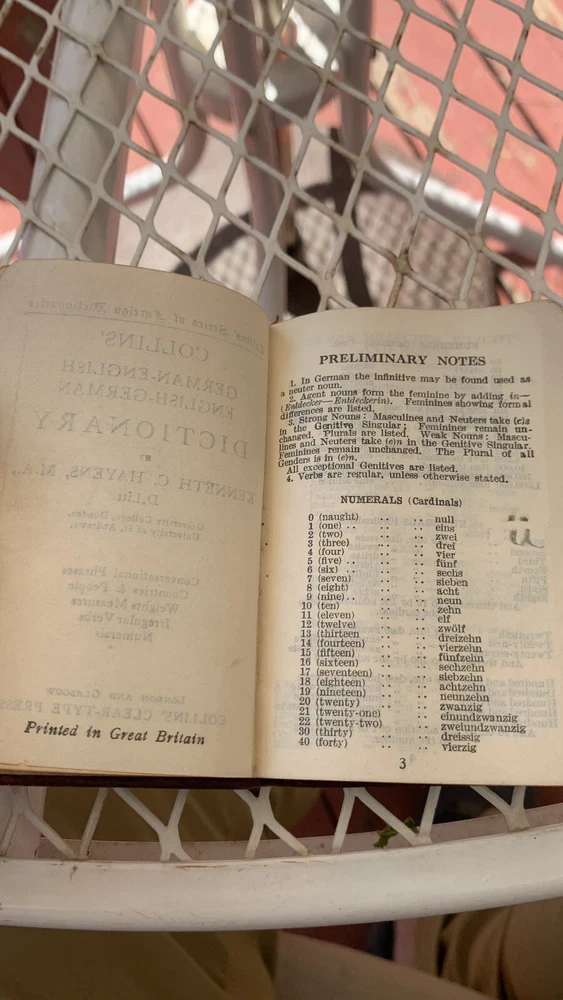 Collins' Series of Foreign Dictionaries
COLLINS'
GERMAN-ENGLISH
ENGLISH-GERMAN
DICTIONARY
BY
KENNETH C. HAYENS, M.A.,
D.Litt.
University College, Dundee,
University of St. Andrews.
Conversational Phrases
Countries & Peoples
Weights Measures
Irregular Verbs
Numerals
LONDON AND GLASGOW
COLLINS' CLEAR-TYPE PRESS
Printed in Great Britain
PRELIMINARY NOTES
1. In German the infinitive may be found used as
a neuter noun.
2. Agent nouns form the feminine by adding in—
(Entdecker—Entdeckerin). Feminines showing formal
differences are listed.
3. Strong Nouns: Masculines and Neuters take (e)s
in the Genitive Singular; Feminines remain un-
changed. Plurals are listed. Weak Nouns: Mascu-
lines and Neuters take (e)n in the Genitive Singular.
Feminines remain unchanged. The Plural of all
Genders is in (e)n.
All exceptional Genitives are listed.
4. Verbs are regular, unless otherwise stated.
NUMERALS (Cardinals)
0 (naught) .. .. null
1 (one) .. .. .. eins
2 (two) .. .. zwei
3 (three) .. .. drei
4 (four) .. .. vier
5 (five) .. .. .. fünf
6 (six) .. .. sechs
7 (seven) .. .. sieben
8 (eight) .. .. acht
9 (nine) .. .. .. neun
10 (ten) .. .. zehn
11 (eleven) .. .. elf
12 (twelve) .. .. zwölf
13 (thirteen .. .. dreizehn
14 (fourteen) .. .. vierzehn
15 (fifteen) .. .. fünfzehn
16 (sixteen) .. .. sechzehn
17 (seventeen) .. .. siebzehn
18 (eighteen) .. .. achtzehn
19 (nineteen) .. .. neunzehn
20 (twenty) .. .. zwanzig
21 (twenty-one) .. .. einundzwanzig
22 (twenty-two) .. .. zweiundzwanzig
30 (thirty) .. .. dreissig
40 (forty) .. .. vierzig
ü
3